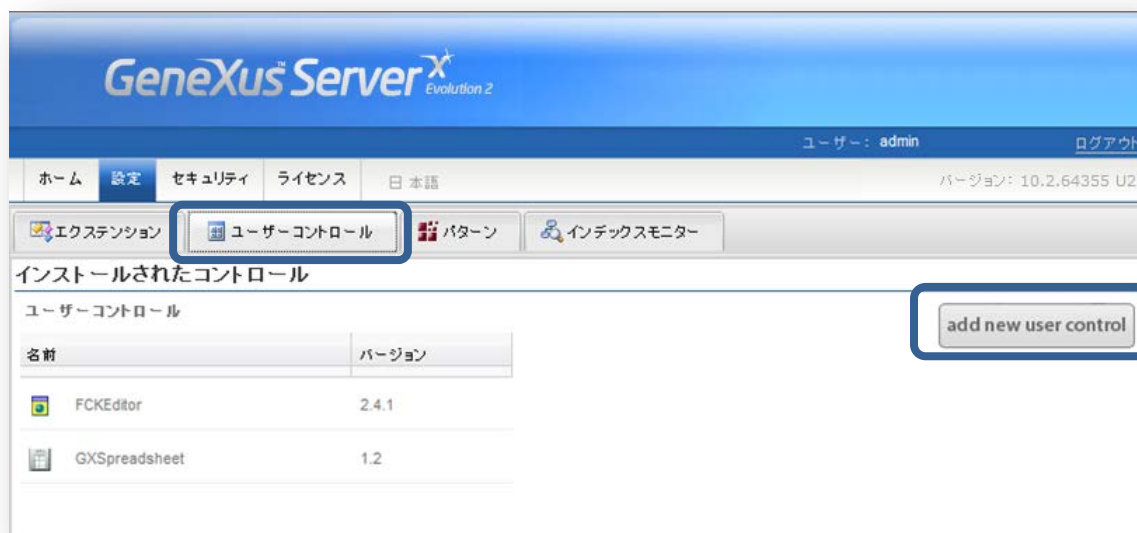 GeneXus™ Server X
Evolution 2
ユーザー: admin ログアウト
ホーム 設定 セキュリティ ライセンス 日本語 バージョン: 10.2.64355 U2
エクステンション ユーザーコントロール パターン インデックスモニター
インストールされたコントロール
ユーザーコントロール
add new user control
名前 バージョン
FCKEditor 2.4.1
GXSpreadsheet 1.2